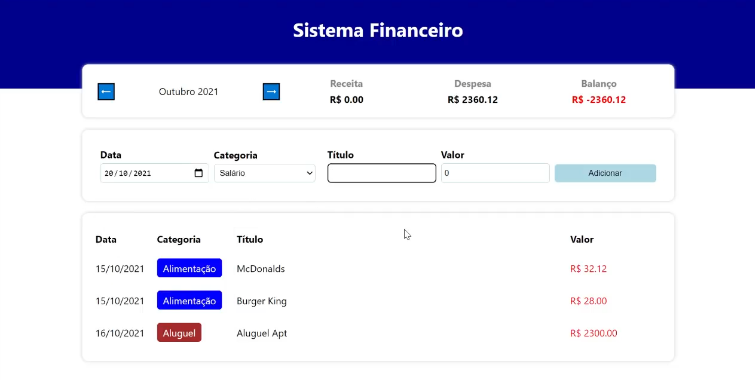 Sistema Financeiro
← Outubro 2021 → Receita Despesa Balanço
R$ 0.00 R$ 2360.12 R$ -2360.12
Data Categoria Título Valor
20/10/2021 Salário 0 Adicionar
Data Categoria Título Valor
15/10/2021 Alimentação McDonalds R$ 32.12
15/10/2021 Alimentação Burger King R$ 28.00
16/10/2021 Aluguel Aluguel Apt R$ 2300.00